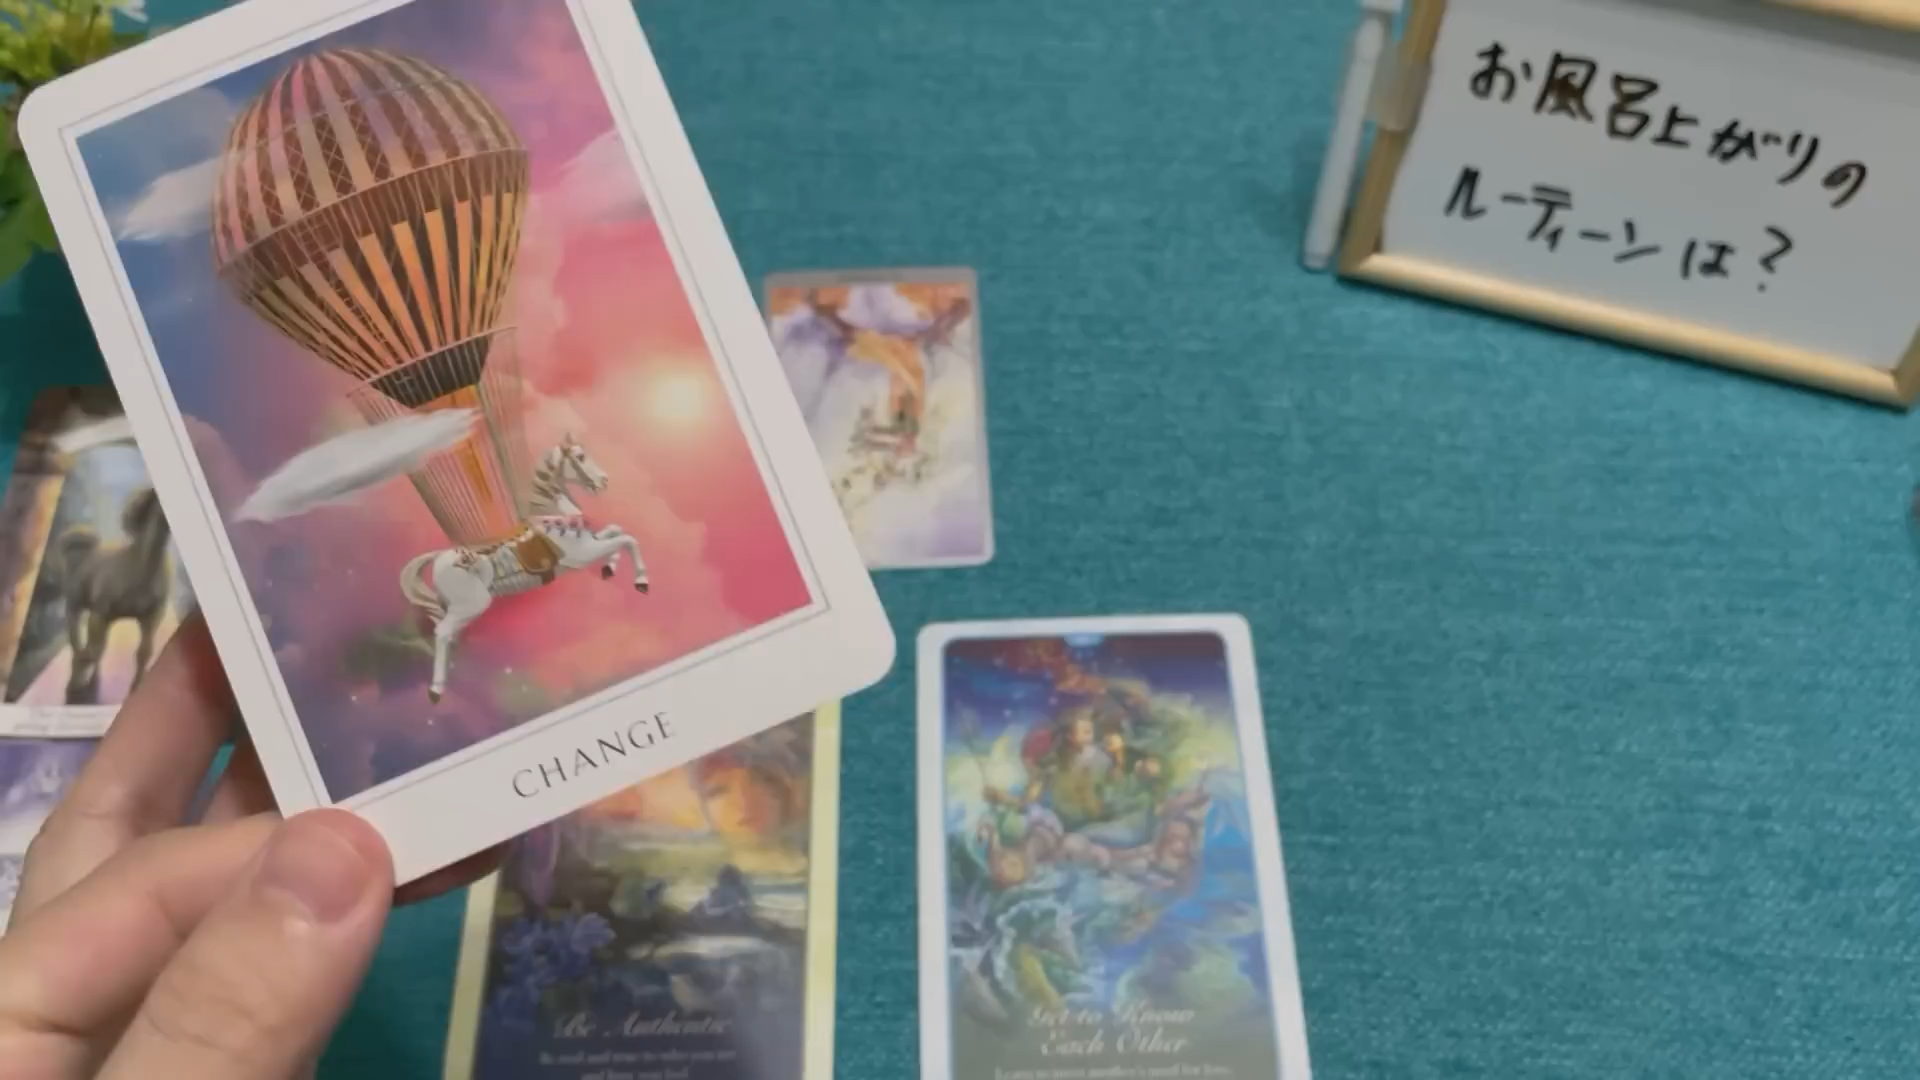 お風呂上がりの
ルーティーンは?
CHANGE
Be Authentic
Get to Know
Each Other